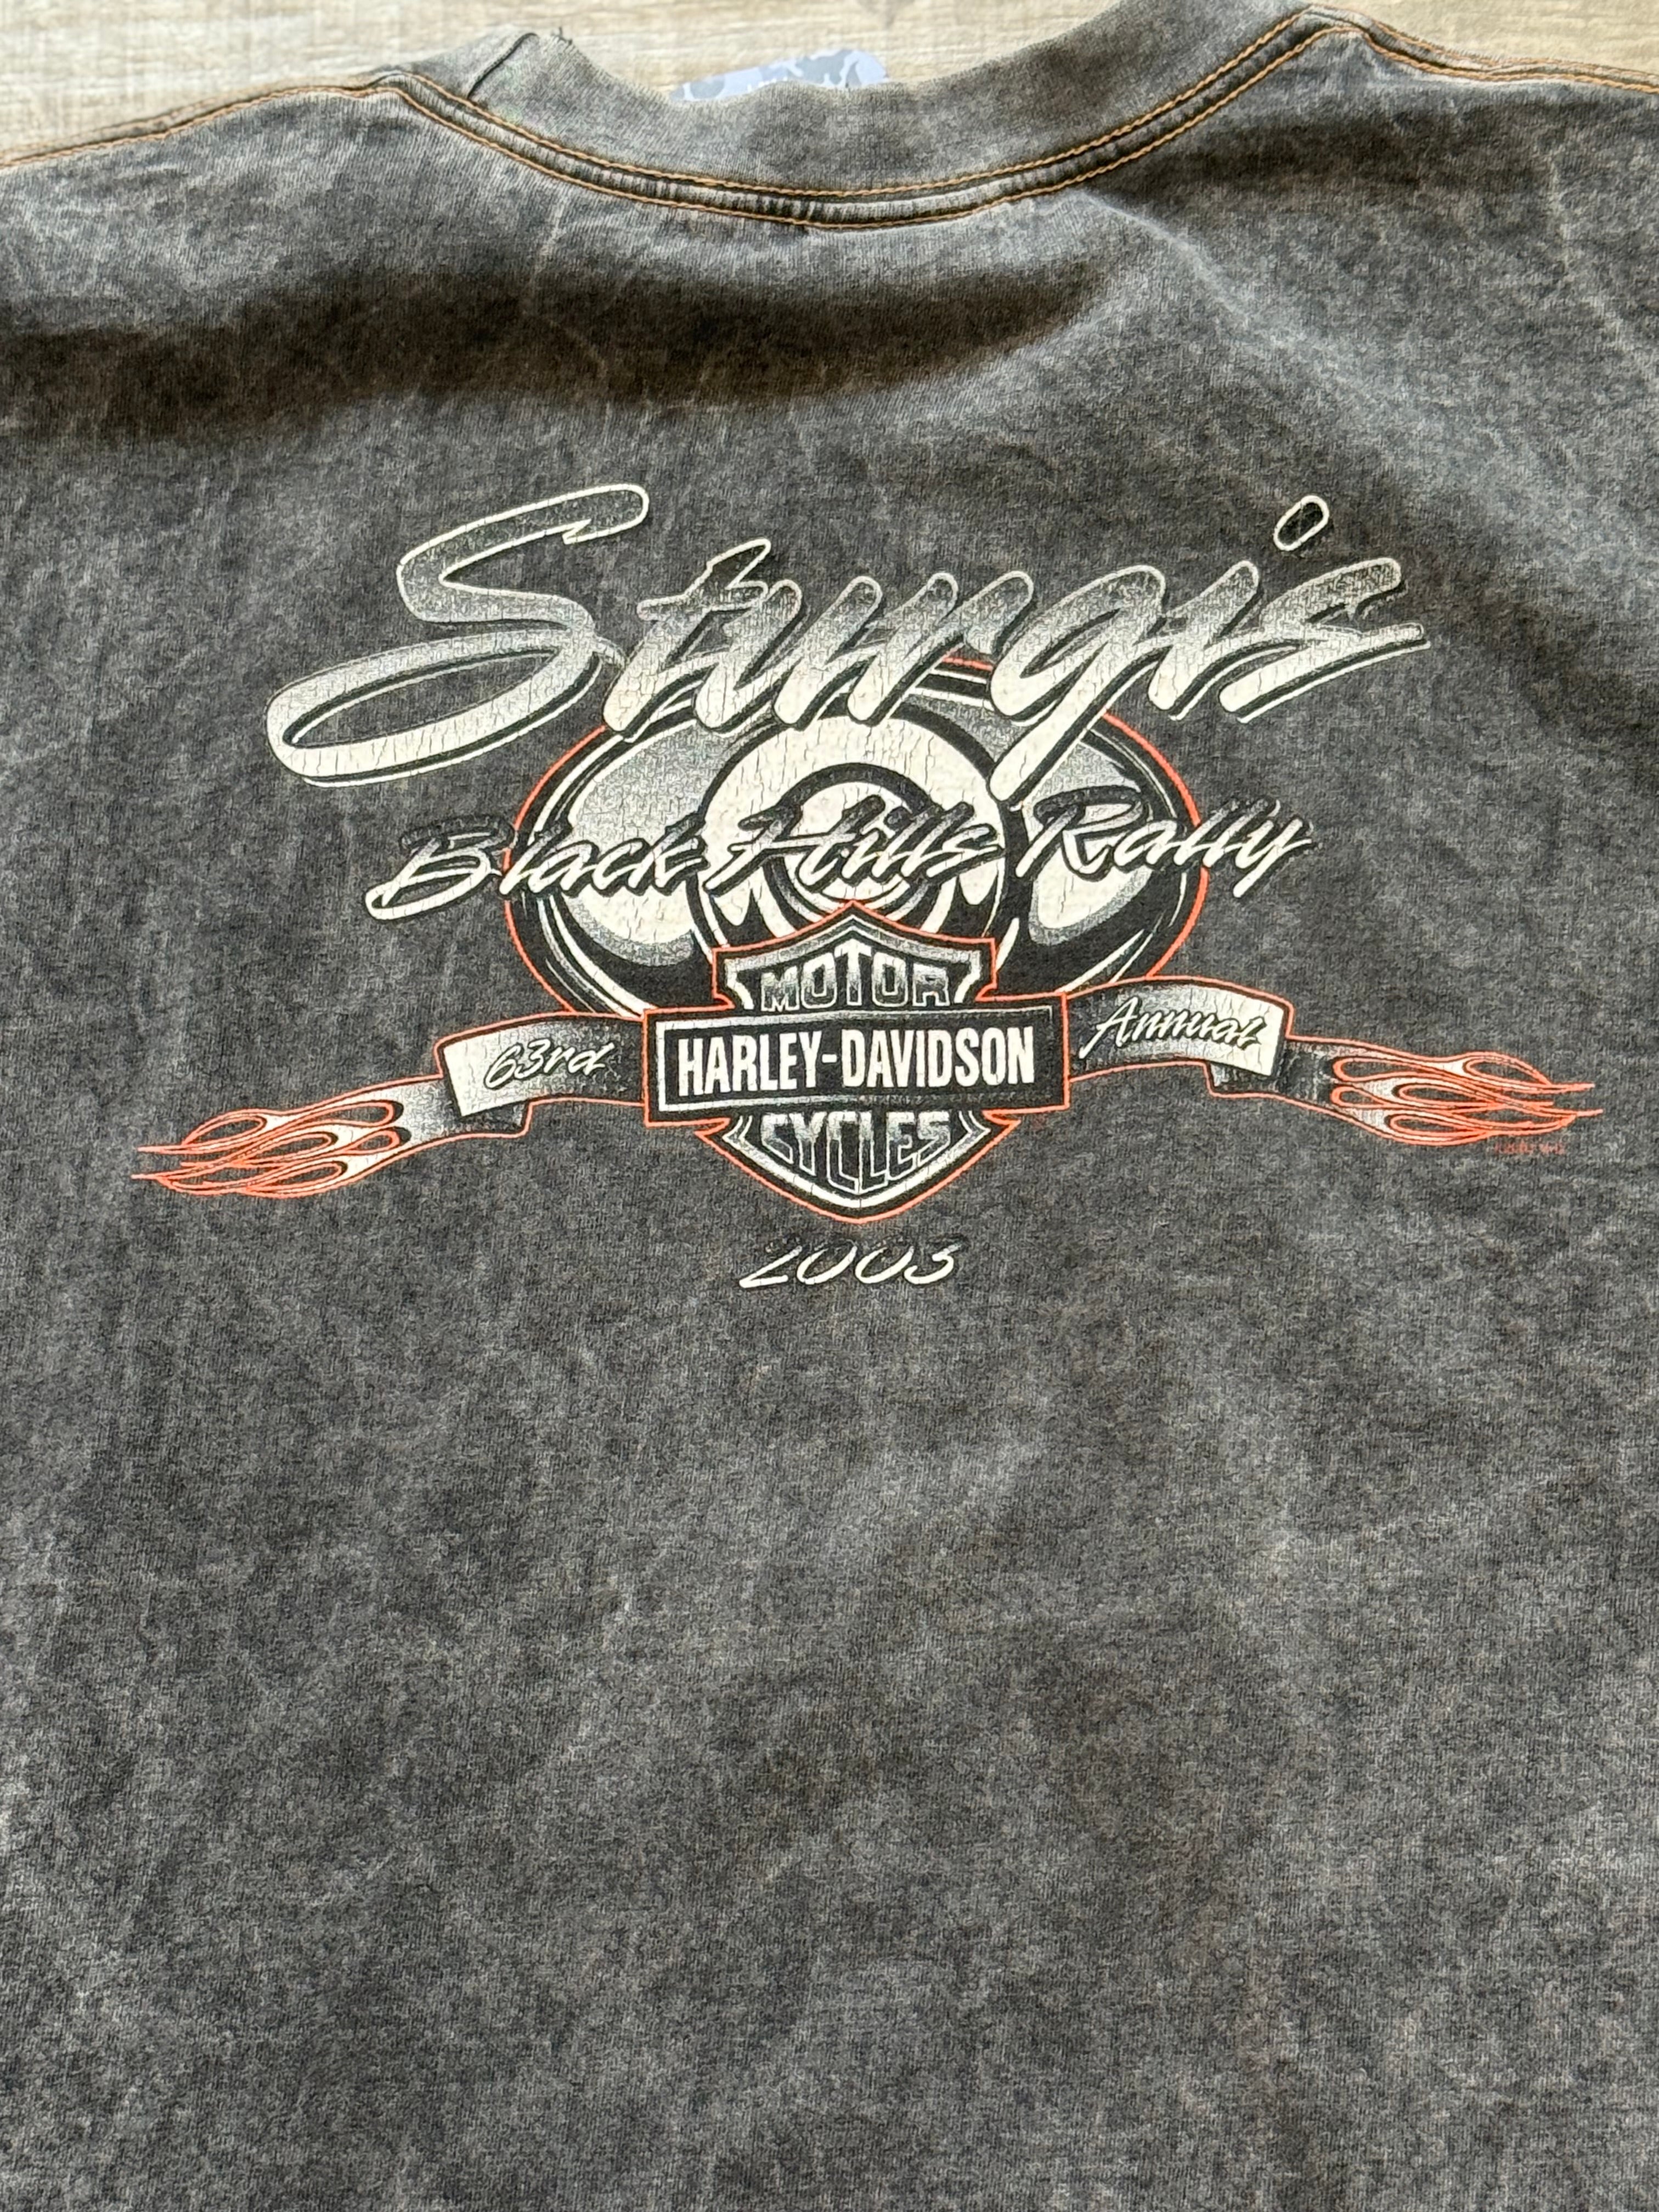 Sturgis
Black Hills Rally
MOTOR
63rd HARLEY-DAVIDSON Annual
CYCLES
2003